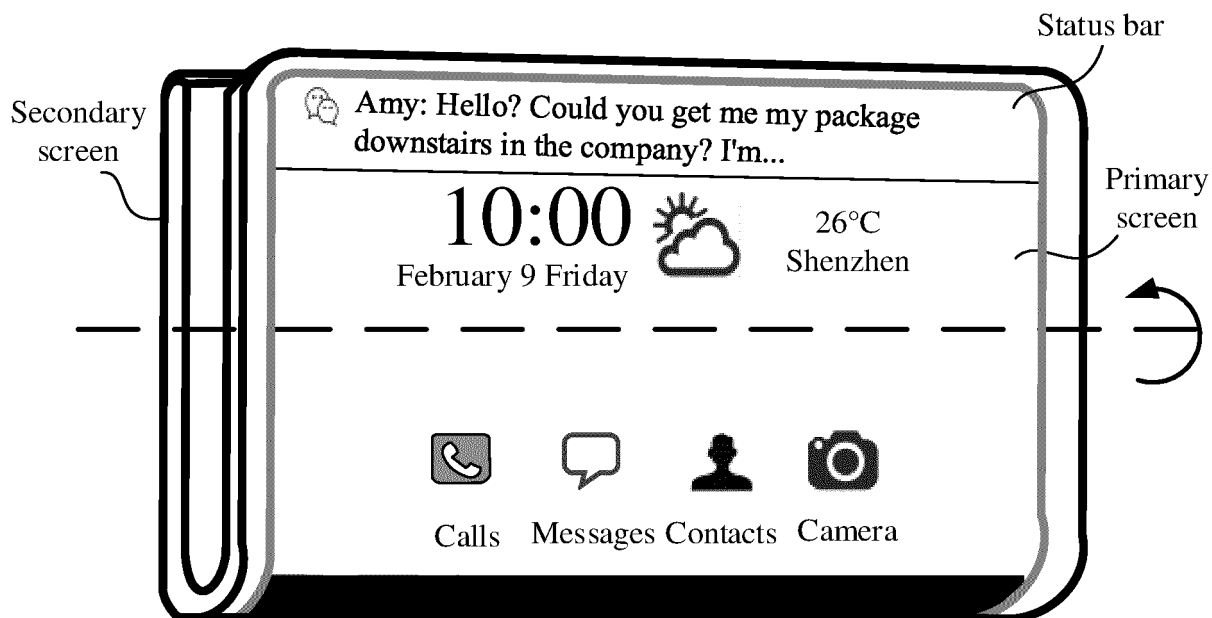 Status bar
Secondary
screen
Amy: Hello? Could you get me my package
downstairs in the company? I'm...
Primary
screen
10:00
26°C
February 9 Friday
Shenzhen
Calls
Messages
Contacts
Camera